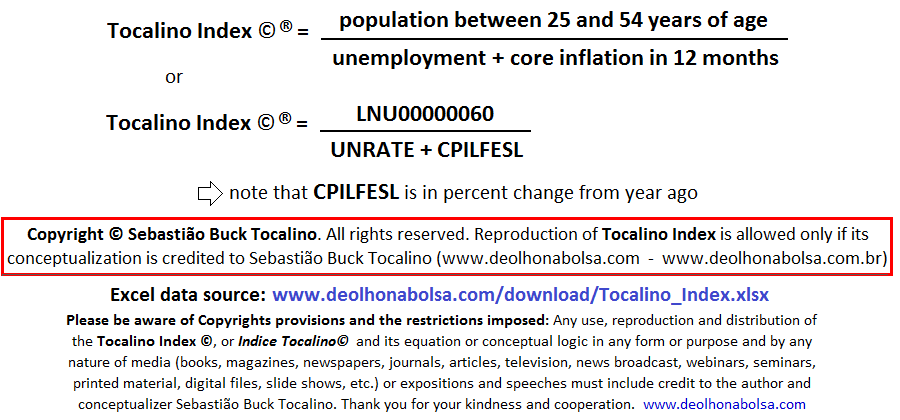 Tocalino Index © ® = population between 25 and 54 years of age
unemployment + core inflation in 12 months
or
Tocalino Index © ® = LNU00000060
UNRATE + CPILFESL
note that CPILFESL is in percent change from year ago
Copyright © Sebastião Buck Tocalino. All rights reserved. Reproduction of Tocalino Index is allowed only if its
conceptualization is credited to Sebastião Buck Tocalino (www.deolhonabolsa.com - www.deolhonabolsa.com.br)
Excel data source: www.deolhonabolsa.com/download/Tocalino_Index.xlsx
Please be aware of Copyrights provisions and the restrictions imposed: Any use, reproduction and distribution of
the Tocalino Index ©, or Indice Tocalino© and its equation or conceptual logic in any form or purpose and by any
nature of media (books, magazines, newspapers, journals, articles, television, news broadcast, webinars, seminars,
printed material, digital files, slide shows, etc.) or expositions and speeches must include credit to the author and
conceptualizer Sebastião Buck Tocalino. Thank you for your kindness and cooperation. www.deolhonabolsa.com